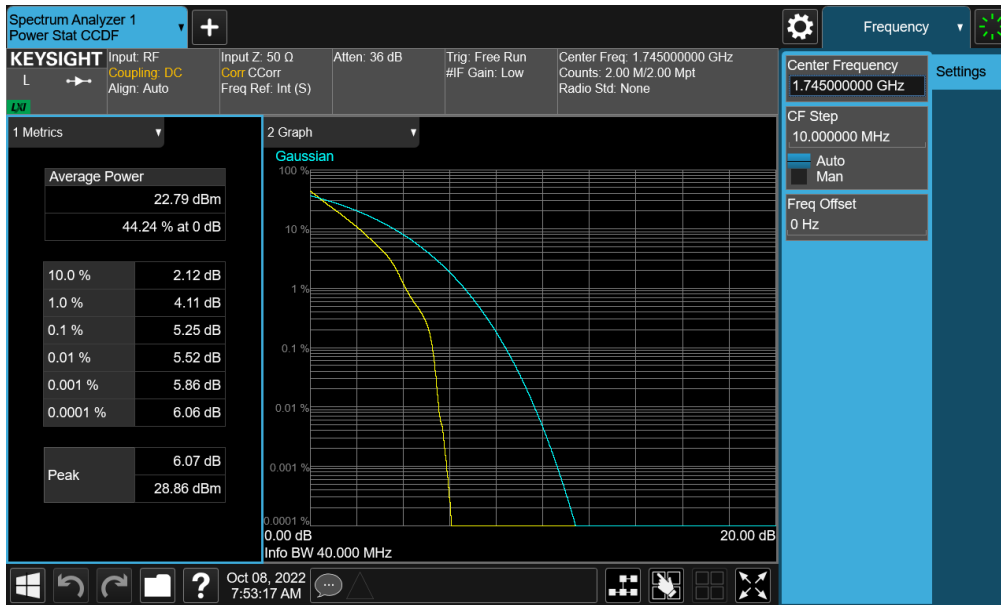 Spectrum Analyzer 1
Power Stat CCDF
Frequency
KEYSIGHT
L
LXI
Input: RF
Coupling: DC
Align: Auto
Input Z: 50 Ω
Corr CCorr
Freq Ref: Int (S)
Atten: 36 dB
Trig: Free Run
#IF Gain: Low
Center Freq: 1.745000000 GHz
Counts: 2.00 M/2.00 Mpt
Radio Std: None
Center Frequency
1.745000000 GHz
Settings
CF Step
10.000000 MHz
Auto
Man
Freq Offset
0 Hz
1 Metrics
Average Power
22.79 dBm
44.24 % at 0 dB
10.0 % 2.12 dB
1.0 % 4.11 dB
0.1 % 5.25 dB
0.01 % 5.52 dB
0.001 % 5.86 dB
0.0001 % 6.06 dB
Peak
6.07 dB
28.86 dBm
2 Graph
Gaussian
100 %
10 %
1 %
0.1 %
0.01 %
0.001 %
0.0001 %
0.00 dB 20.00 dB
Info BW 40.000 MHz
?
Oct 08, 2022
7:53:17 AM